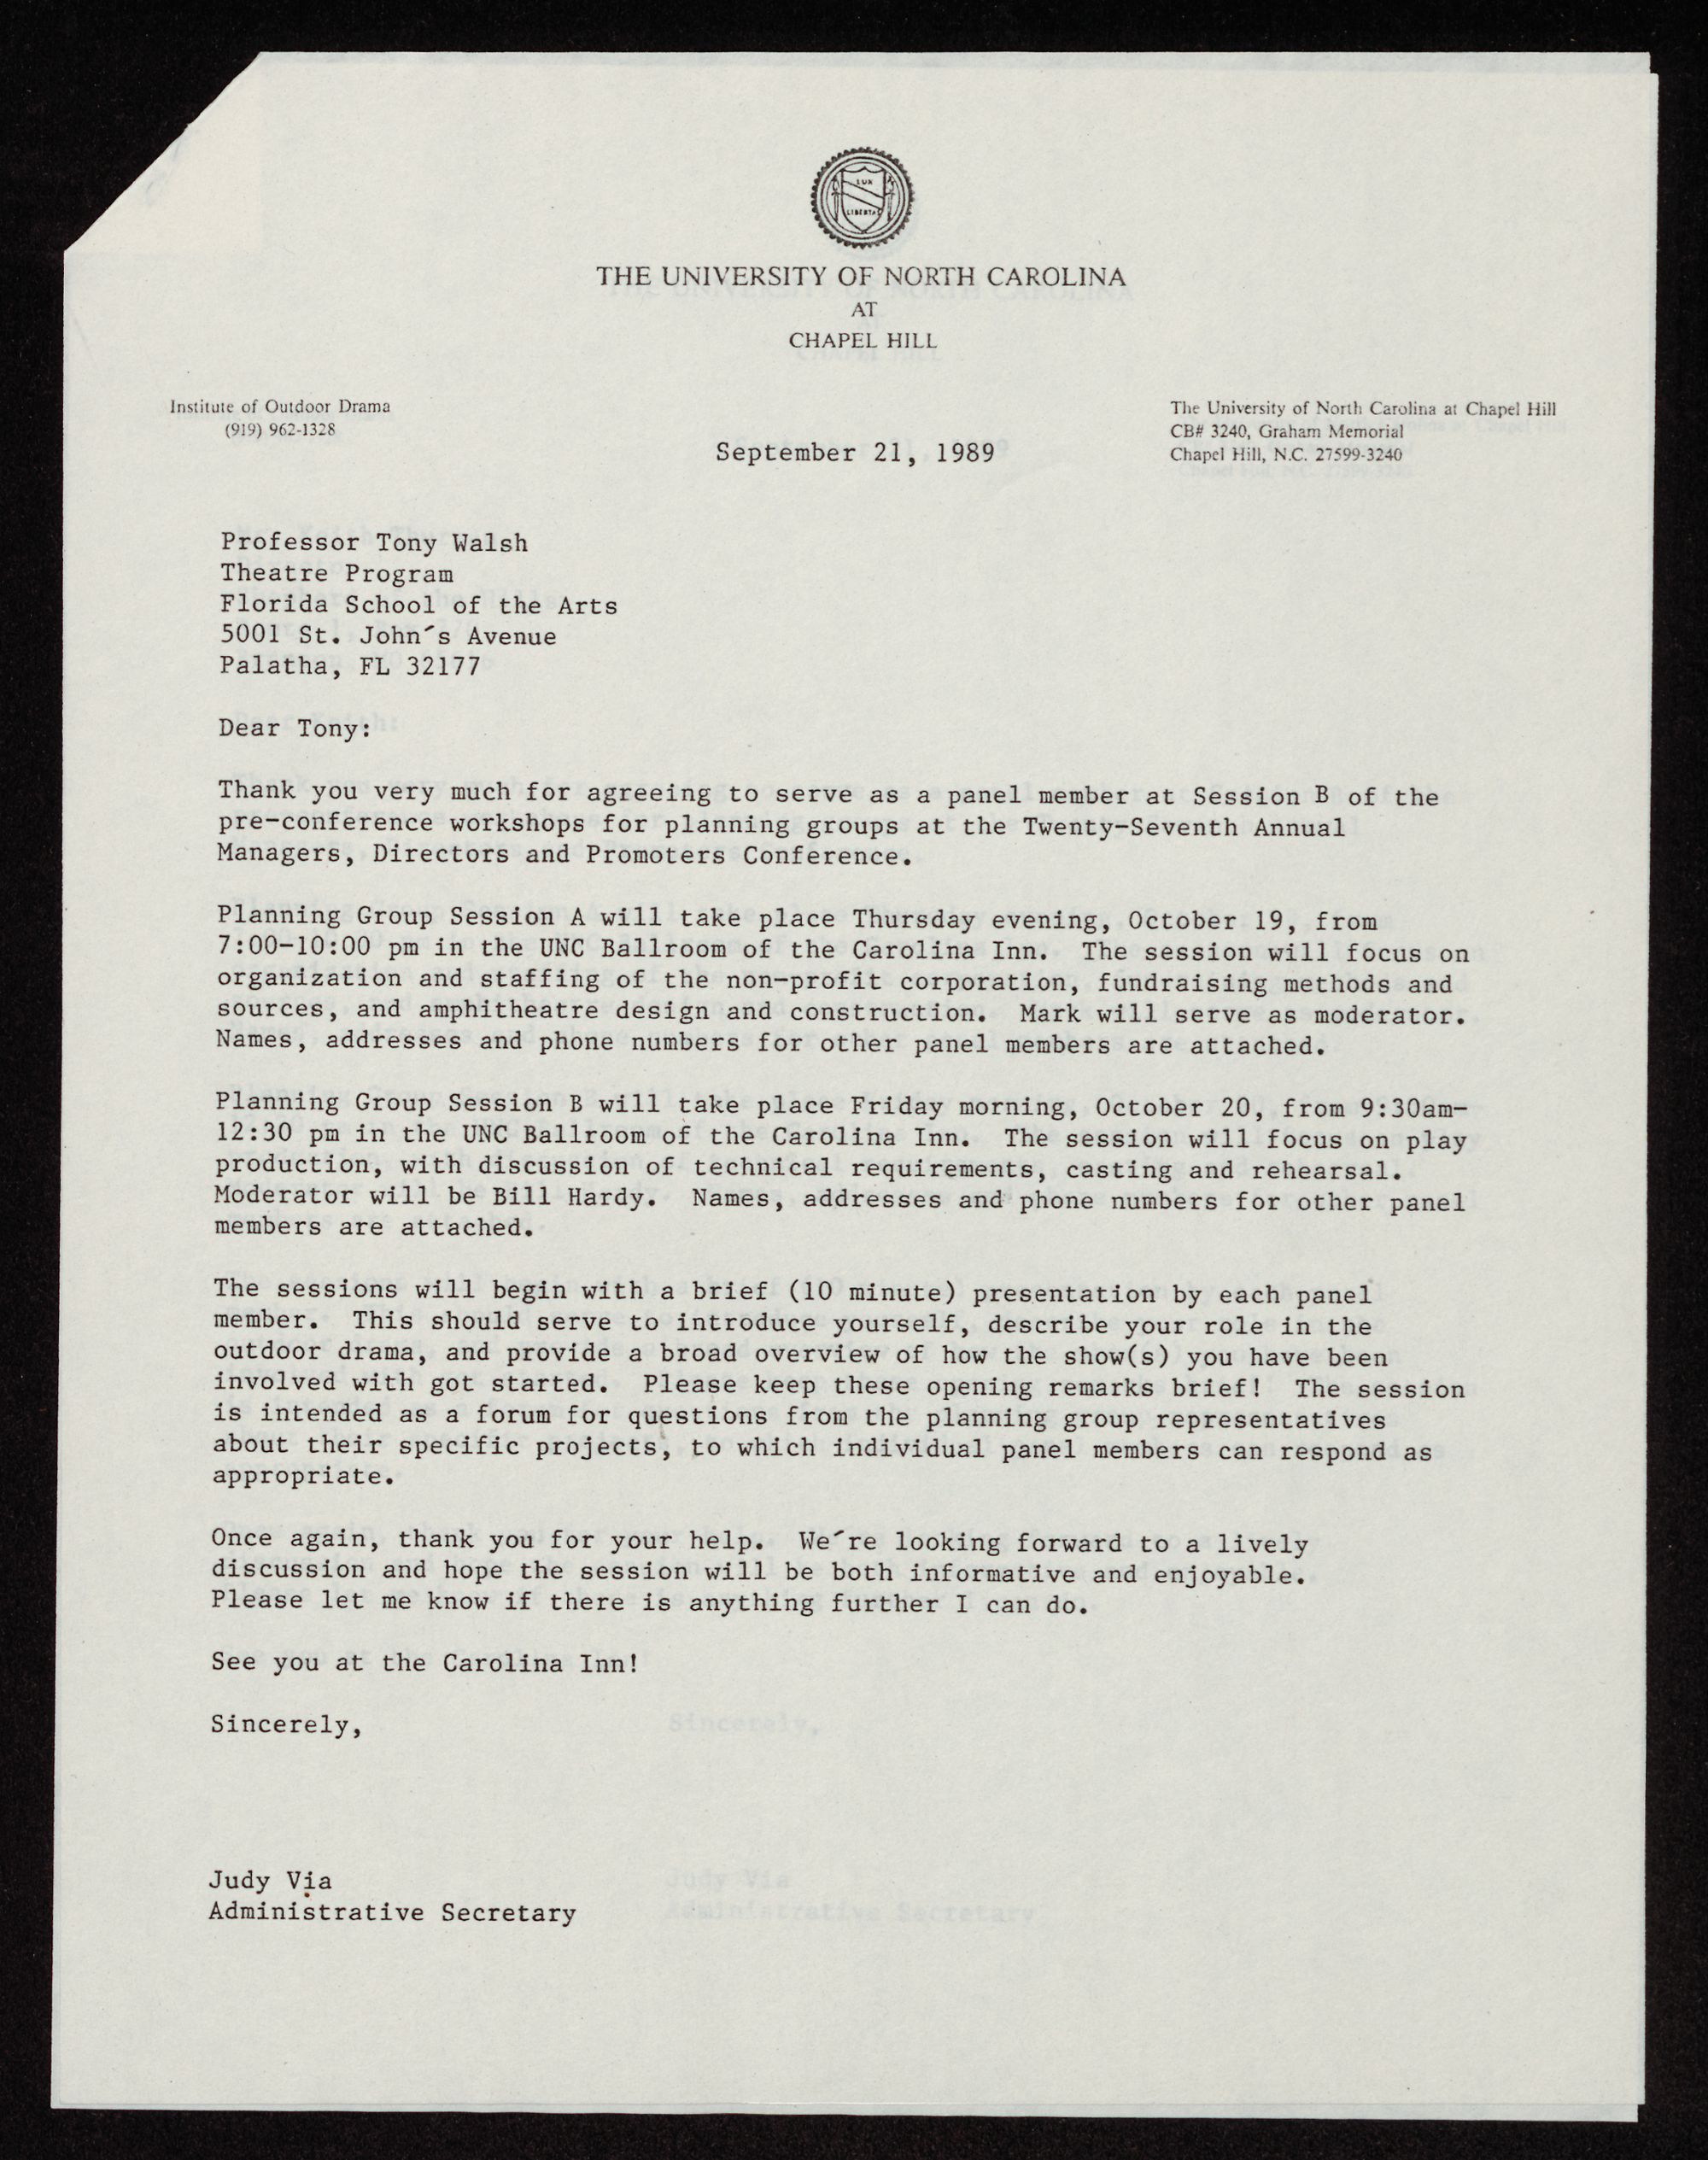 LUX
LIBERTAS
THE UNIVERSITY OF NORTH CAROLINA
AT
CHAPEL HILL
Institute of Outdoor Drama
(919) 962-1328
The University of North Carolina at Chapel Hill
CB# 3240, Graham Memorial
Chapel Hill, N.C. 27599-3240
September 21, 1989
Professor Tony Walsh
Theatre Program
Florida School of the Arts
5001 St. John´s Avenue
Palatha, FL 32177
Dear Tony:
Thank you very much for agreeing to serve as a panel member at Session B of the
pre-conference workshops for planning groups at the Twenty-Seventh Annual
Managers, Directors and Promoters Conference.
Planning Group Session A will take place Thursday evening, October 19, from
7:00-10:00 pm in the UNC Ballroom of the Carolina Inn.  The session will focus on
organization and staffing of the non-profit corporation, fundraising methods and
sources, and amphitheatre design and construction.  Mark will serve as moderator.
Names, addresses and phone numbers for other panel members are attached.
Planning Group Session B will take place Friday morning, October 20, from 9:30am-
12:30 pm in the UNC Ballroom of the Carolina Inn.  The session will focus on play
production, with discussion of technical requirements, casting and rehearsal.
Moderator will be Bill Hardy.  Names, addresses and phone numbers for other panel
members are attached.
The sessions will begin with a brief (10 minute) presentation by each panel
member.  This should serve to introduce yourself, describe your role in the
outdoor drama, and provide a broad overview of how the show(s) you have been
involved with got started.  Please keep these opening remarks brief!  The session
is intended as a forum for questions from the planning group representatives
about their specific projects, to which individual panel members can respond as
appropriate.
Once again, thank you for your help.  We´re looking forward to a lively
discussion and hope the session will be both informative and enjoyable.
Please let me know if there is anything further I can do.
See you at the Carolina Inn!
Sincerely,
Judy Via
Administrative Secretary